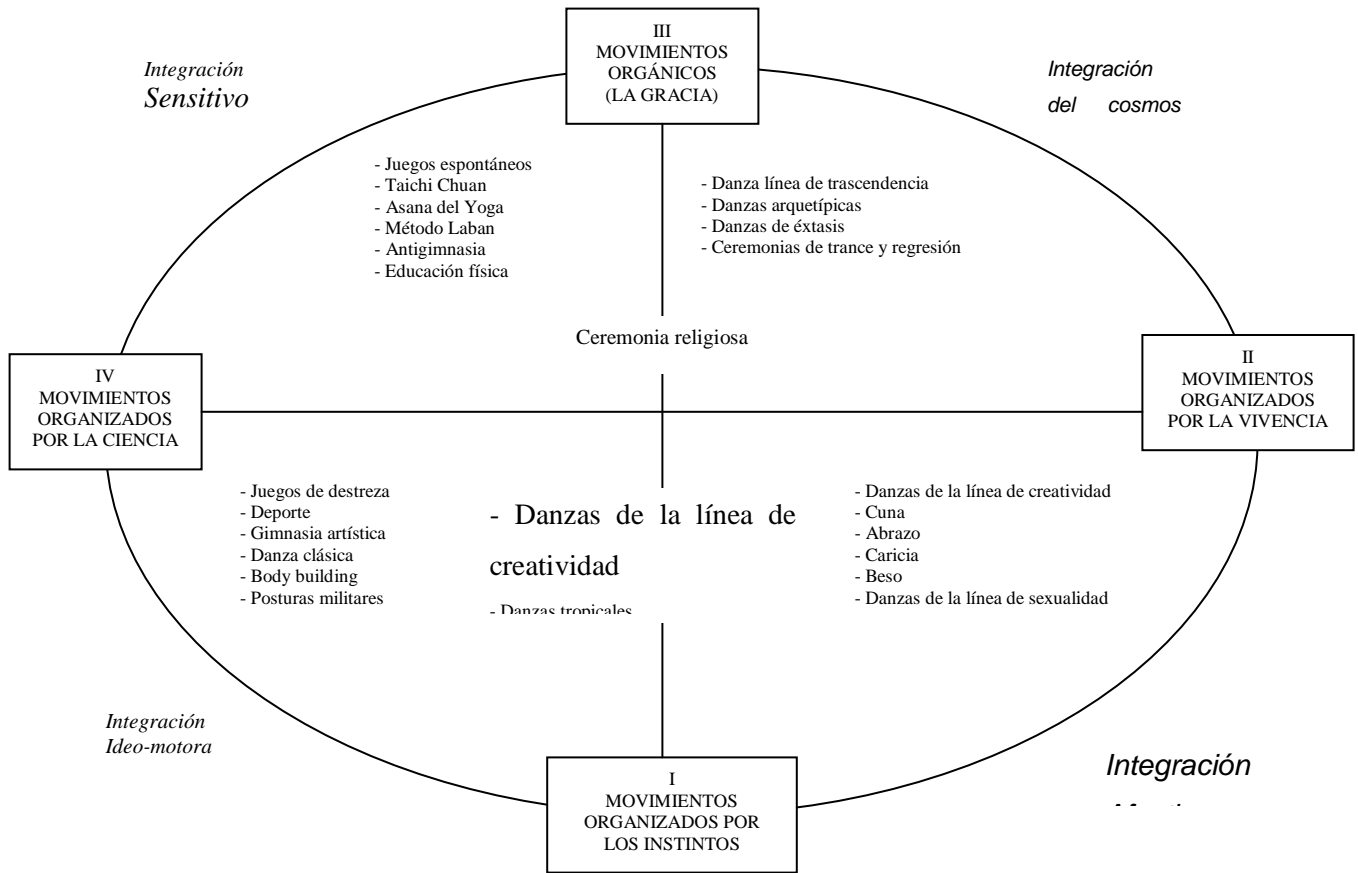 III
MOVIMIENTOS
ORGÁNICOS
(LA GRACIA)
Integración
Sensitivo
Integración
del cosmos
- Juegos espontáneos
- Taichi Chuan
- Asana del Yoga
- Método Laban
- Antigimnasia
- Educación física
- Danza línea de trascendencia
- Danzas arquetípicas
- Danzas de éxtasis
- Ceremonias de trance y regresión
Ceremonia religiosa
IV
MOVIMIENTOS
ORGANIZADOS
POR LA CIENCIA
II
MOVIMIENTOS
ORGANIZADOS
POR LA VIVENCIA
- Juegos de destreza
- Deporte
- Gimnasia artística
- Danza clásica
- Body building
- Posturas militares
- Danzas de la línea de
creatividad
- Danzas tropicales
- Danzas de la línea de creatividad
- Cuna
- Abrazo
- Caricia
- Beso
- Danzas de la línea de sexualidad
Integración
Ideo-motora
Integración
I
MOVIMIENTOS
ORGANIZADOS POR
LOS INSTINTOS